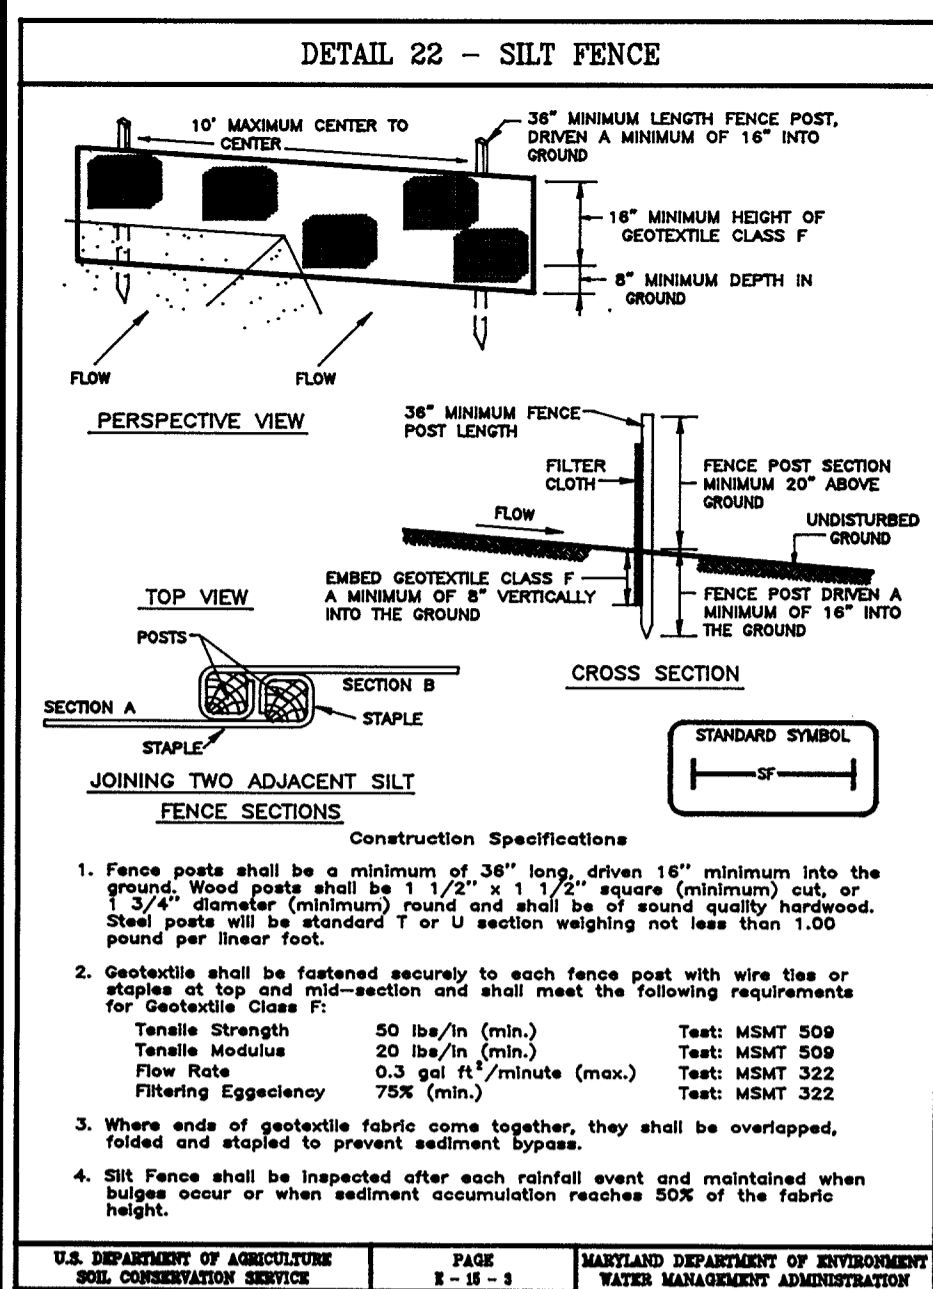 DETAIL 22 - SILT FENCE
10' MAXIMUM CENTER TO
CENTER
36" MINIMUM LENGTH FENCE POST,
DRIVEN A MINIMUM OF 16" INTO
GROUND
16" MINIMUM HEIGHT OF
GEOTEXTILE CLASS F
8" MINIMUM DEPTH IN
GROUND
FLOW
FLOW
PERSPECTIVE VIEW
36" MINIMUM FENCE
POST LENGTH
FILTER
CLOTH
FENCE POST SECTION
MINIMUM 20" ABOVE
GROUND
FLOW
UNDISTURBED
GROUND
EMBED GEOTEXTILE CLASS F
A MINIMUM OF 8" VERTICALLY
INTO THE GROUND
FENCE POST DRIVEN A
MINIMUM OF 16" INTO
THE GROUND
CROSS SECTION
TOP VIEW
POSTS
SECTION B
SECTION A
STAPLE
STAPLE
JOINING TWO ADJACENT SILT
FENCE SECTIONS
STANDARD SYMBOL
SF
Construction Specifications
1. Fence posts shall be a minimum of 36" long, driven 16" minimum into the
ground. Wood posts shall be 1 1/2" x 1 1/2" square (minimum) cut, or
1 3/4" diameter (minimum) round and shall be of sound quality hardwood.
Steel posts will be standard T or U section weighing not less than 1.00
pound per linear foot.
2. Geotextile shall be fastened securely to each fence post with wire ties or
staples at top and mid-section and shall meet the following requirements
for Geotextile Class F:
Tensile Strength 50 lbs/in (min.) Test: MSMT 509
Tensile Modulus 20 lbs/in (min.) Test: MSMT 509
Flow Rate 0.3 gal ft²/minute (max.) Test: MSMT 322
Filtering Eggeciency 75% (min.) Test: MSMT 322
3. Where ends of geotextile fabric come together, they shall be overlapped,
folded and stapled to prevent sediment bypass.
4. Silt Fence shall be inspected after each rainfall event and maintained when
bulges occur or when sediment accumulation reaches 50% of the fabric
height.
U.S. DEPARTMENT OF AGRICULTURE
SOIL CONSERVATION SERVICE
PAGE
E - 15 - 3
MARYLAND DEPARTMENT OF ENVIRONMENT
WATER MANAGEMENT ADMINISTRATION